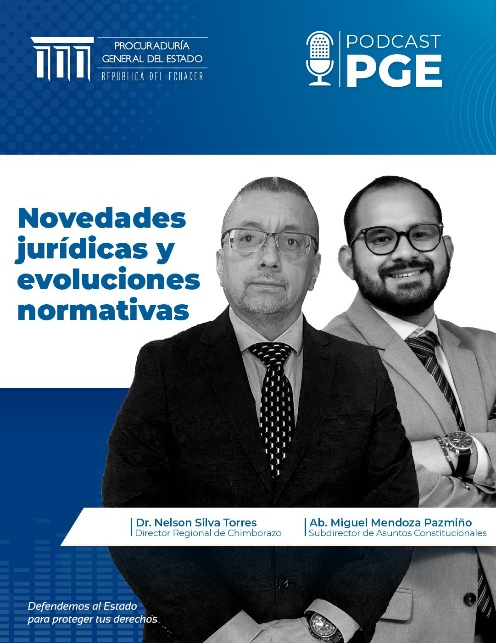 PROCURADURÍA
GENERAL DEL ESTADO
REPÚBLICA DEL ECUADOR
PODCAST
PGE
Novedades
jurídicas y
evoluciones
normativas
Dr. Nelson Silva Torres
Director Regional de Chimborazo
Ab. Miguel Mendoza Pazmiño
Subdirector de Asuntos Constitucionales
Defendemos al Estado
para proteger tus derechos